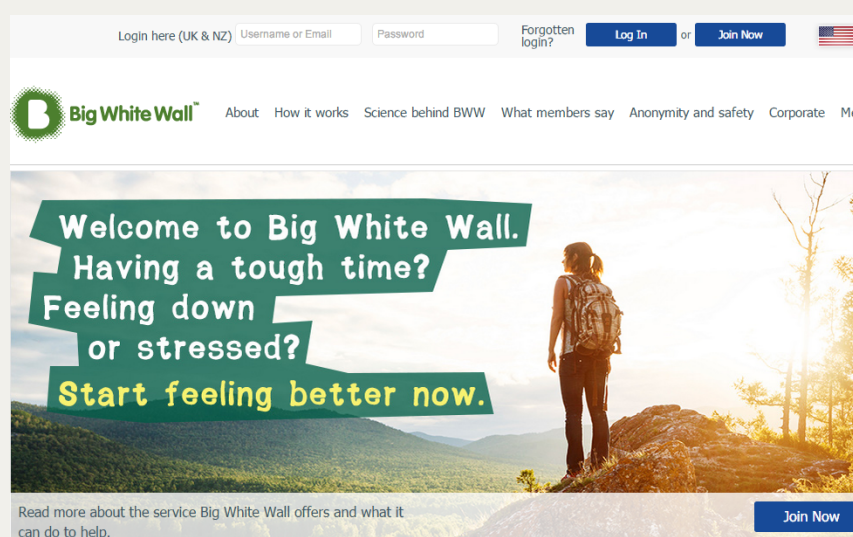 Login here (UK & NZ) Username or Email Password Forgotten login? Log In or Join Now
Big White Wall™ About How it works Science behind BWW What members say Anonymity and safety Corporate
Welcome to Big White Wall.
Having a tough time?
Feeling down
or stressed?
Start feeling better now.
Read more about the service Big White Wall offers and what it
can do to help.
Join Now